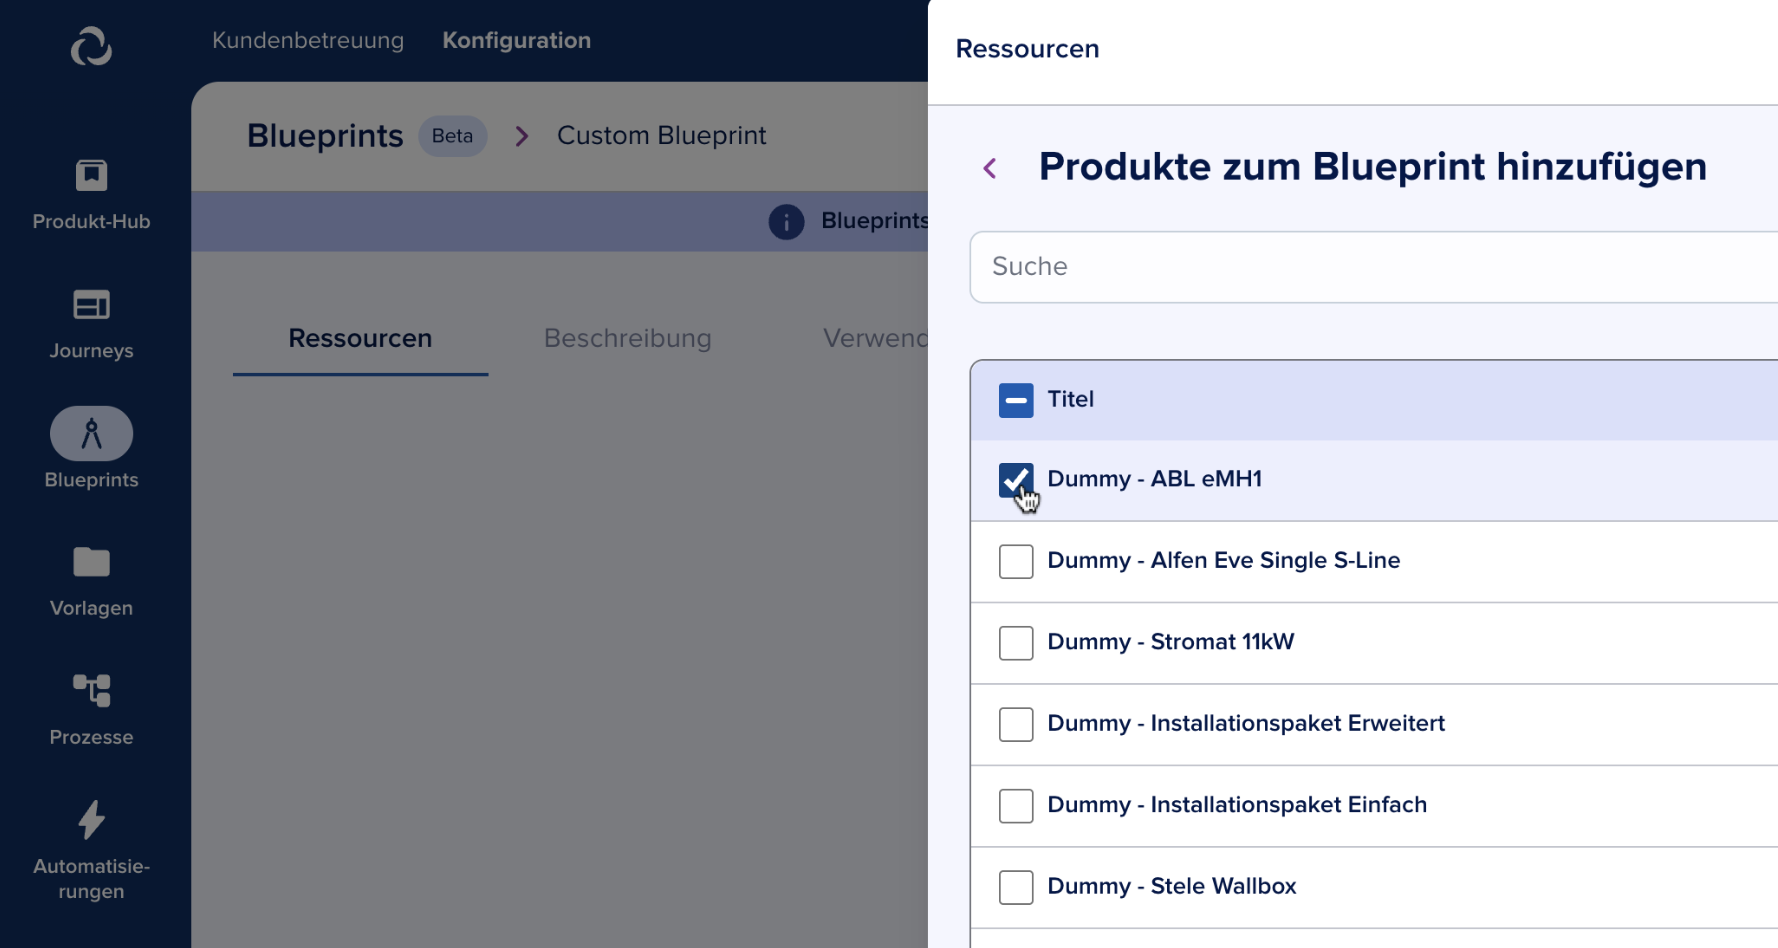 Kundenbetreuung Konfiguration
Ressourcen
Blueprints Beta Custom Blueprint
Produkte zum Blueprint hinzufügen
Produkt-Hub
Blueprints
Suche
Journeys
Ressourcen Beschreibung Verwend
Titel
Blueprints
Dummy - ABL eMH1
Dummy - Alfen Eve Single S-Line
Vorlagen
Dummy - Stromat 11kW
Prozesse
Dummy - Installationspaket Erweitert
Dummy - Installationspaket Einfach
Automatisie-
rungen
Dummy - Stele Wallbox